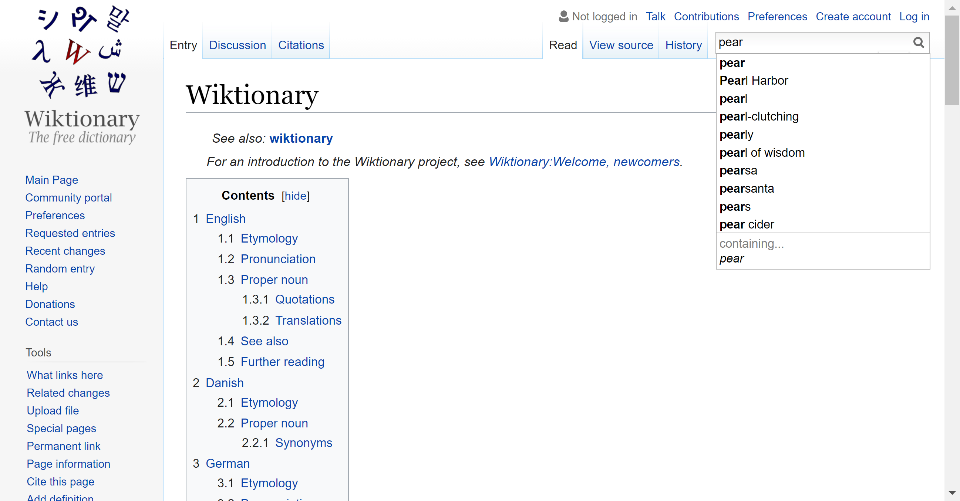 Not logged in Talk Contributions Preferences Create account Log in
Entry Discussion Citations Read View source History pear
Wiktionary
The free dictionary
Main Page
Community portal
Preferences
Requested entries
Recent changes
Random entry
Help
Donations
Contact us
Tools
What links here
Related changes
Upload file
Special pages
Permanent link
Page information
Cite this page
Add definition
Wiktionary
See also: wiktionary
For an introduction to the Wiktionary project, see Wiktionary:Welcome, newcomers.
Contents [hide]
1 English
1.1 Etymology
1.2 Pronunciation
1.3 Proper noun
1.3.1 Quotations
1.3.2 Translations
1.4 See also
1.5 Further reading
2 Danish
2.1 Etymology
2.2 Proper noun
2.2.1 Synonyms
3 German
3.1 Etymology
pear
Pearl Harbor
pearl
pearl-clutching
pearly
pearl of wisdom
pearsa
pearsanta
pears
pear cider
containing...
pear